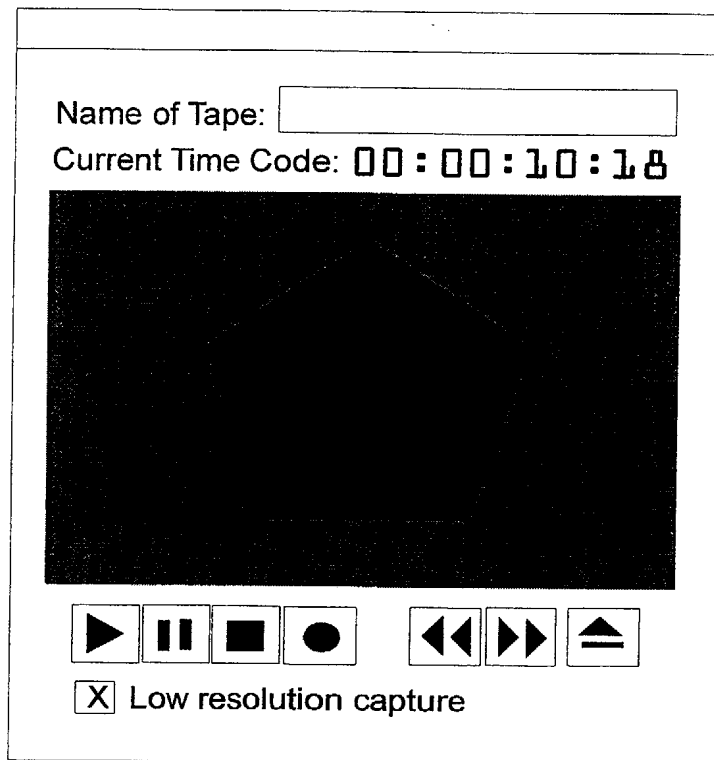 Name of Tape:
Current Time Code: 00:00:10:18
X Low resolution capture